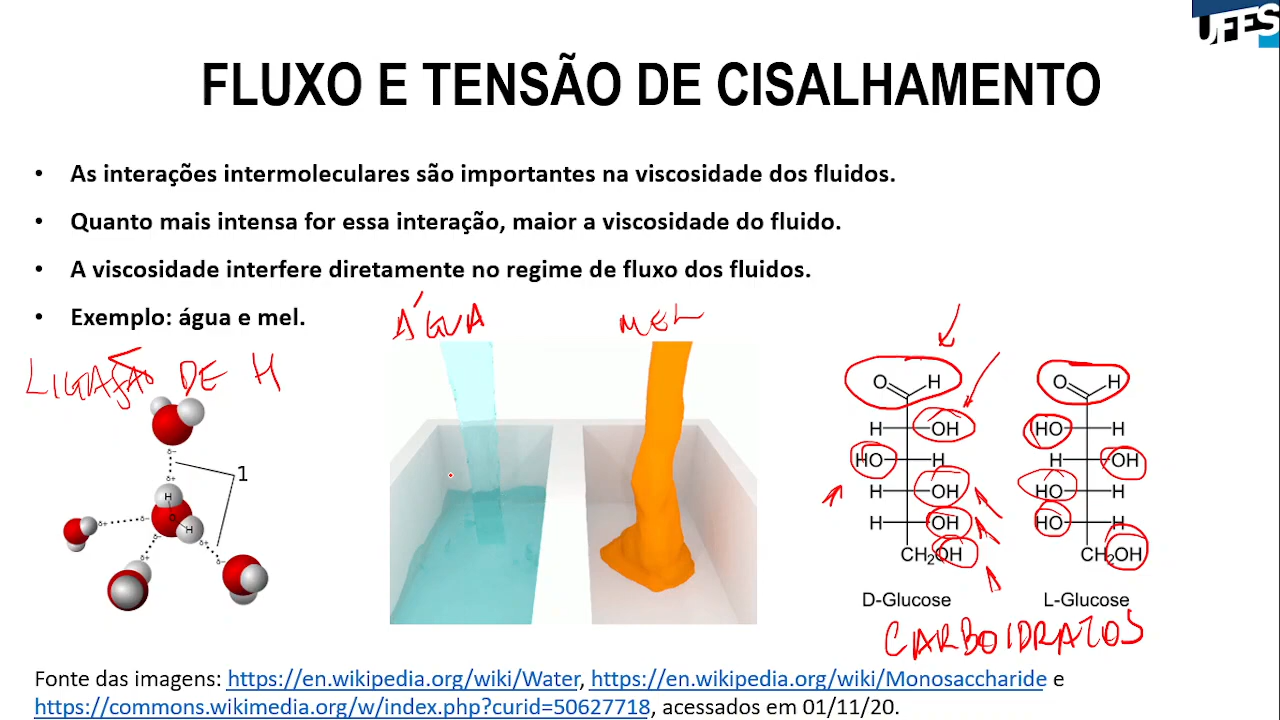 UFES
FLUXO E TENSÃO DE CISALHAMENTO
• As interações intermoleculares são importantes na viscosidade dos fluidos.
• Quanto mais intensa for essa interação, maior a viscosidade do fluido.
• A viscosidade interfere diretamente no regime de fluxo dos fluidos.
• Exemplo: água e mel.
LIGAÇÃO DE H
ÁGUA
MEL
1
δ− δ+
H
O
H
δ+ δ−
δ− δ+
δ+ δ−
O H
H OH
HO H
H OH
H OH
CH₂OH
D-Glucose
O H
HO H
H OH
HO H
HO H
CH₂OH
L-Glucose
CARBOIDRATOS
Fonte das imagens: https://en.wikipedia.org/wiki/Water, https://en.wikipedia.org/wiki/Monosaccharide e
https://commons.wikimedia.org/w/index.php?curid=50627718, acessados em 01/11/20.